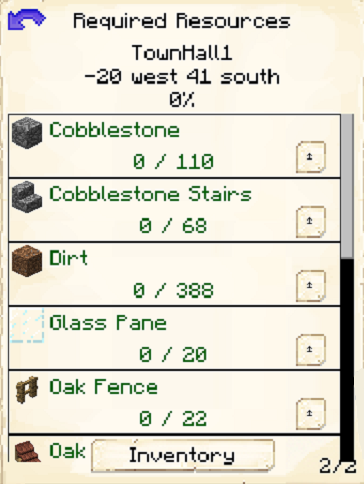 Required Resources
TownHall1
-20 west 41 south
0%
Cobblestone
0 / 110
Cobblestone Stairs
0 / 68
Dirt
0 / 388
Glass Pane
0 / 20
Oak Fence
0 / 22
Oak
Inventory
2/2